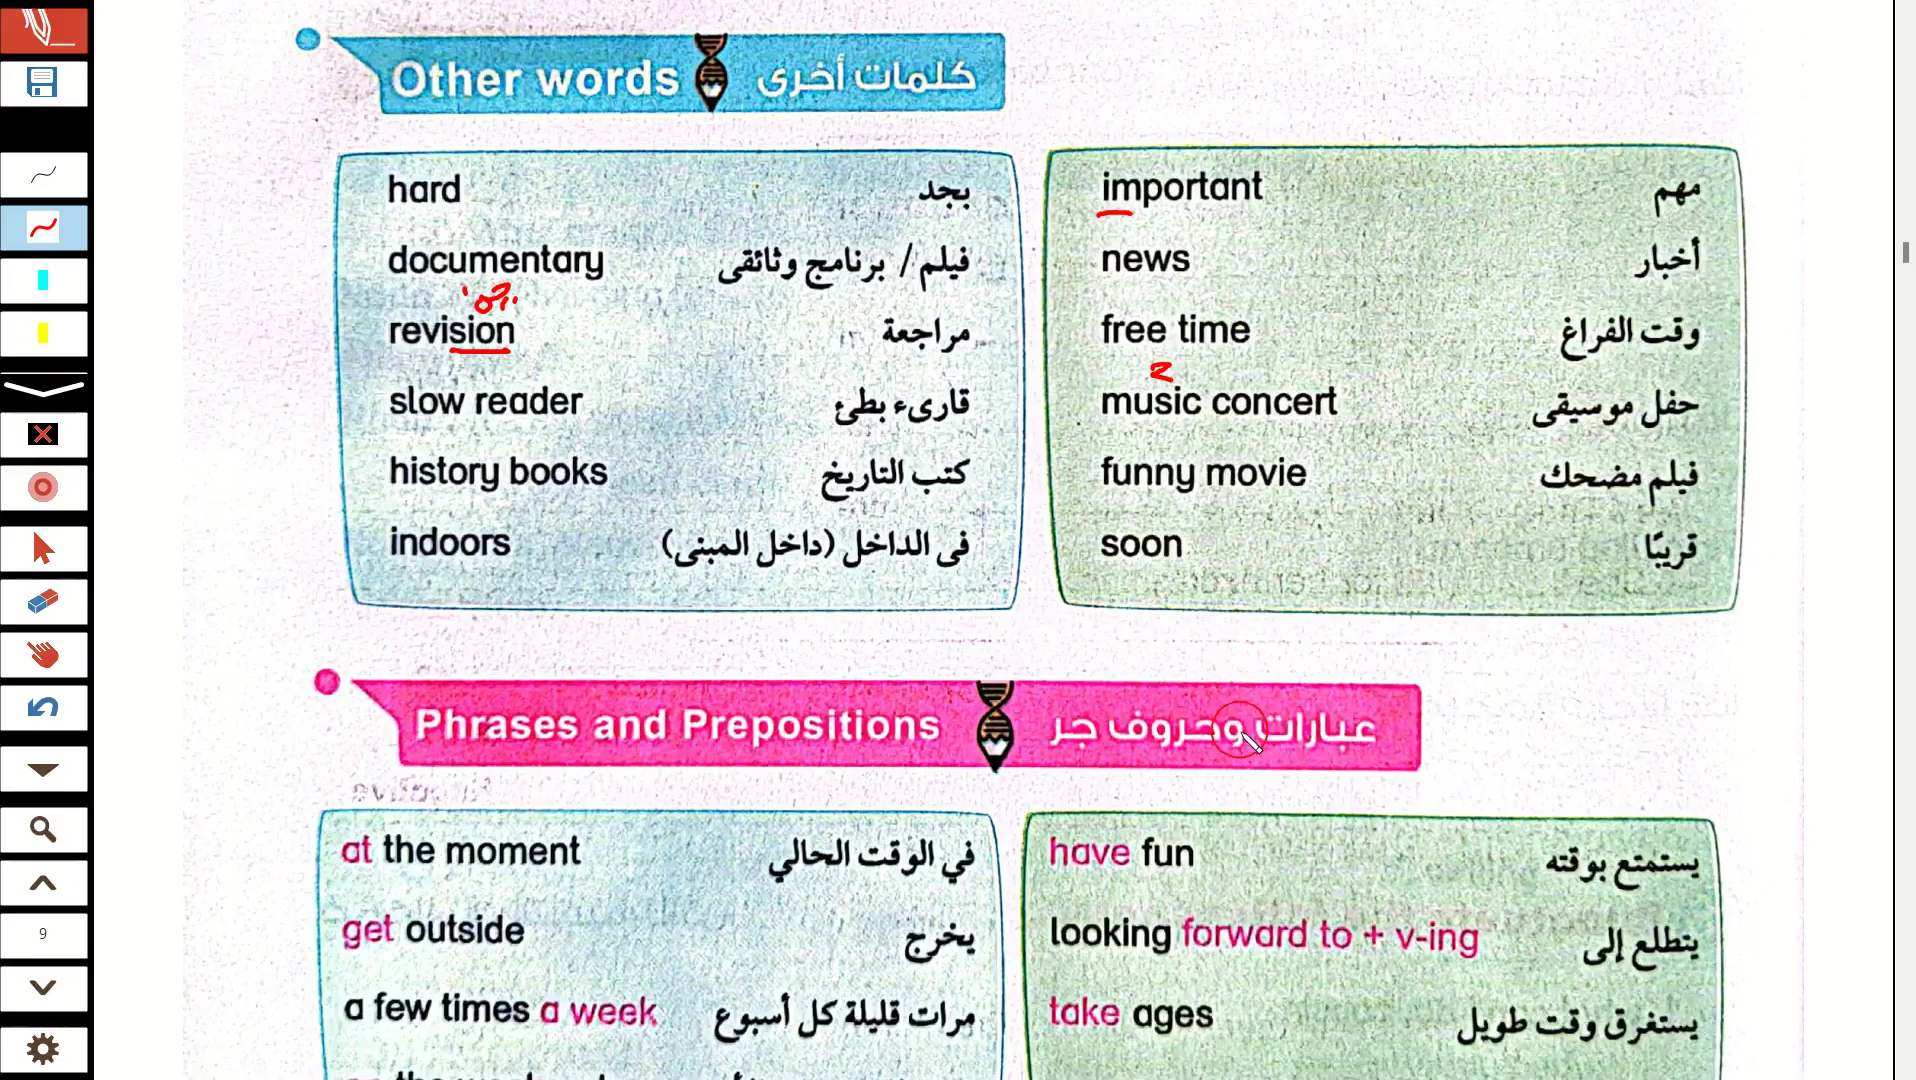 Other words كلمات أخرى
hard بجد
documentary فيلم / برنامج وثائقى
revision مراجعة
slow reader قارىء بطئ
history books كتب التاريخ
indoors فى الداخل (داخل المبنى)
important مهم
news أخبار
free time وقت الفراغ
music concert حفل موسيقى
funny movie فيلم مضحك
soon قريبًا
Phrases and Prepositions عبارات وحروف جر
at the moment في الوقت الحالي
get outside يخرج
a few times a week مرات قليلة كل أسبوع
have fun يستمتع بوقته
looking forward to + v-ing يتطلع إلى
take ages يستغرق وقت طويل
9